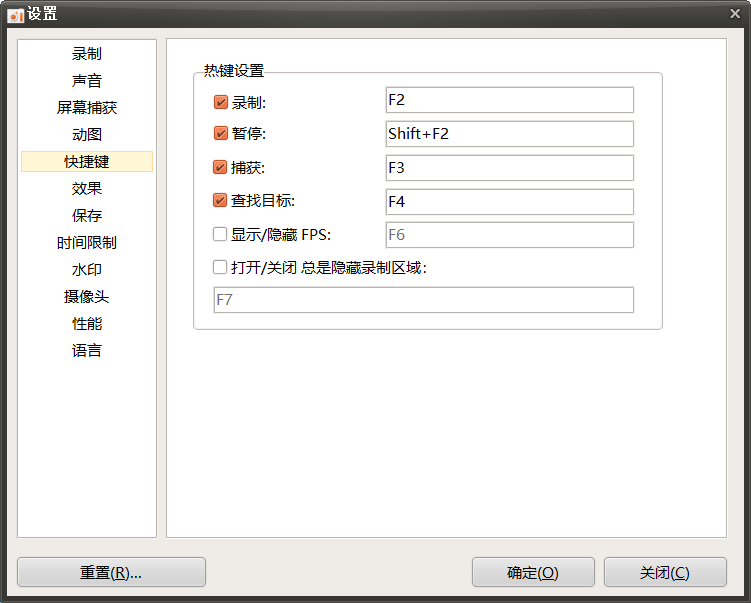 设置
录制
声音
屏幕捕获
动图
快捷键
效果
保存
时间限制
水印
摄像头
性能
语言
热键设置
录制: F2
暂停: Shift+F2
捕获: F3
查找目标: F4
显示/隐藏 FPS: F6
打开/关闭 总是隐藏录制区域:
F7
重置(R)... 确定(O) 关闭(C)